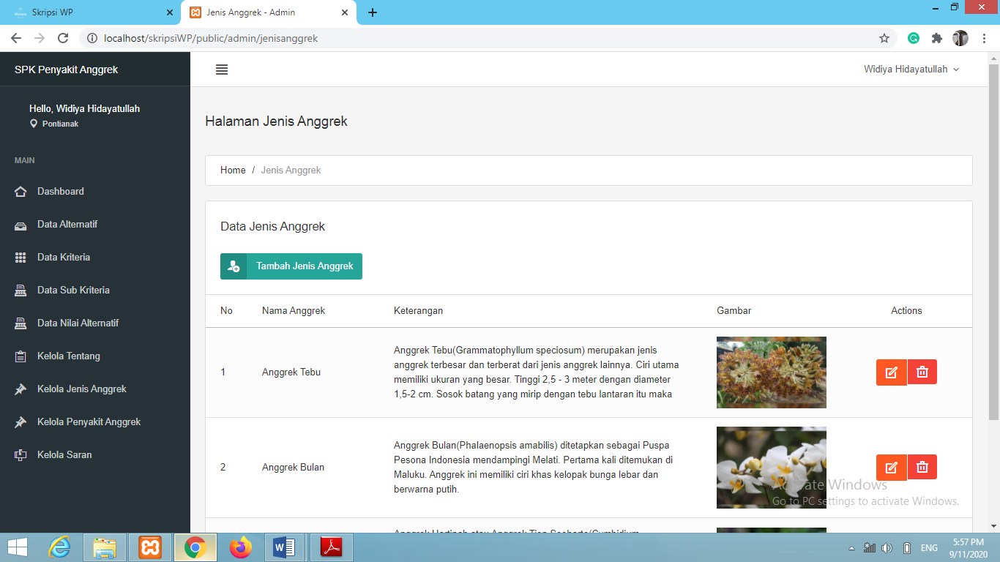 Skripsi WP
Jenis Anggrek - Admin
localhost/skripsiWP/public/admin/jenisanggrek
SPK Penyakit Anggrek
Widiya Hidayatullah
Hello, Widiya Hidayatullah
Pontianak
MAIN
Dashboard
Data Alternatif
Data Kriteria
Data Sub Kriteria
Data Nilai Alternatif
Kelola Tentang
Kelola Jenis Anggrek
Kelola Penyakit Anggrek
Kelola Saran
Halaman Jenis Anggrek
Home / Jenis Anggrek
Data Jenis Anggrek
Tambah Jenis Anggrek
No Nama Anggrek Keterangan Gambar Actions
1 Anggrek Tebu
Anggrek Tebu(Grammatophyllum speciosum) merupakan jenis
anggrek terbesar dan terberat dari jenis anggrek lainnya. Ciri utama
memiliki ukuran yang besar. Tinggi 2,5 - 3 meter dengan diameter
1,5-2 cm. Sosok batang yang mirip dengan tebu lantaran itu maka
2 Anggrek Bulan
Anggrek Bulan(Phalaenopsis amabilis) ditetapkan sebagai Puspa
Pesona Indonesia mendampingi Melati. Pertama kali ditemukan di
Maluku. Anggrek ini memiliki ciri khas kelopak bunga lebar dan
berwarna putih.
Activate Windows
Go to PC settings to activate Windows.
ENG
5:57 PM
9/11/2020